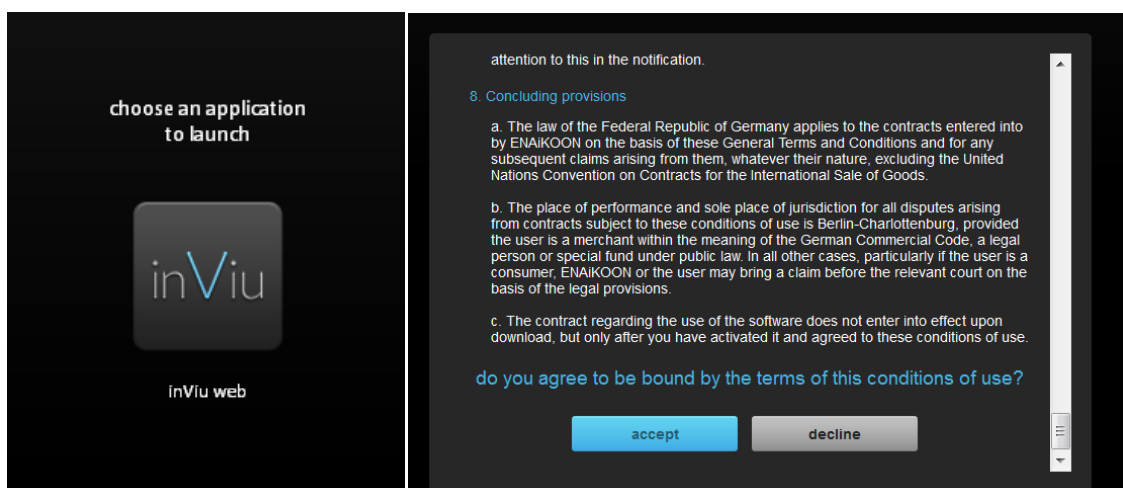 choose an application
to launch
inViu
inViu web
attention to this in the notification.
8. Concluding provisions
a. The law of the Federal Republic of Germany applies to the contracts entered into
by ENAiKOON on the basis of these General Terms and Conditions and for any
subsequent claims arising from them, whatever their nature, excluding the United
Nations Convention on Contracts for the International Sale of Goods.
b. The place of performance and sole place of jurisdiction for all disputes arising
from contracts subject to these conditions of use is Berlin-Charlottenburg, provided
the user is a merchant within the meaning of the German Commercial Code, a legal
person or special fund under public law. In all other cases, particularly if the user is a
consumer, ENAiKOON or the user may bring a claim before the relevant court on the
basis of the legal provisions.
c. The contract regarding the use of the software does not enter into effect upon
download, but only after you have activated it and agreed to these conditions of use.
do you agree to be bound by the terms of this conditions of use?
accept
decline